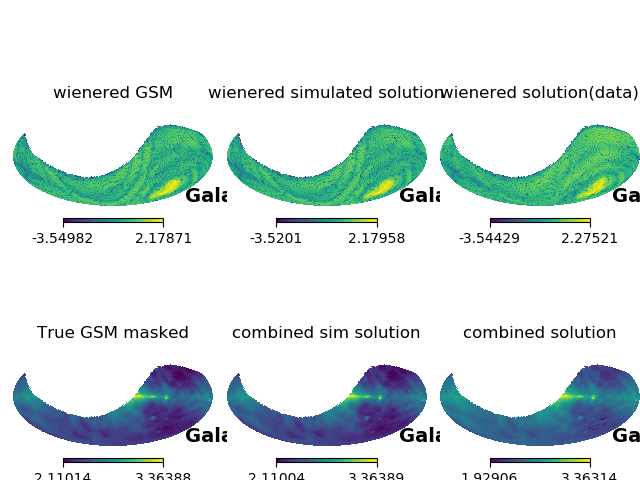 wienered GSM wienered simulated solution wienered solution(data)
Gala Gala Ga
-3.54982 2.17871 -3.5201 2.17958 -3.54429 2.27521
True GSM masked combined sim solution combined solution
Gala Gala Ga
2.11014 3.36388 2.11004 3.36389 1.92906 3.36314